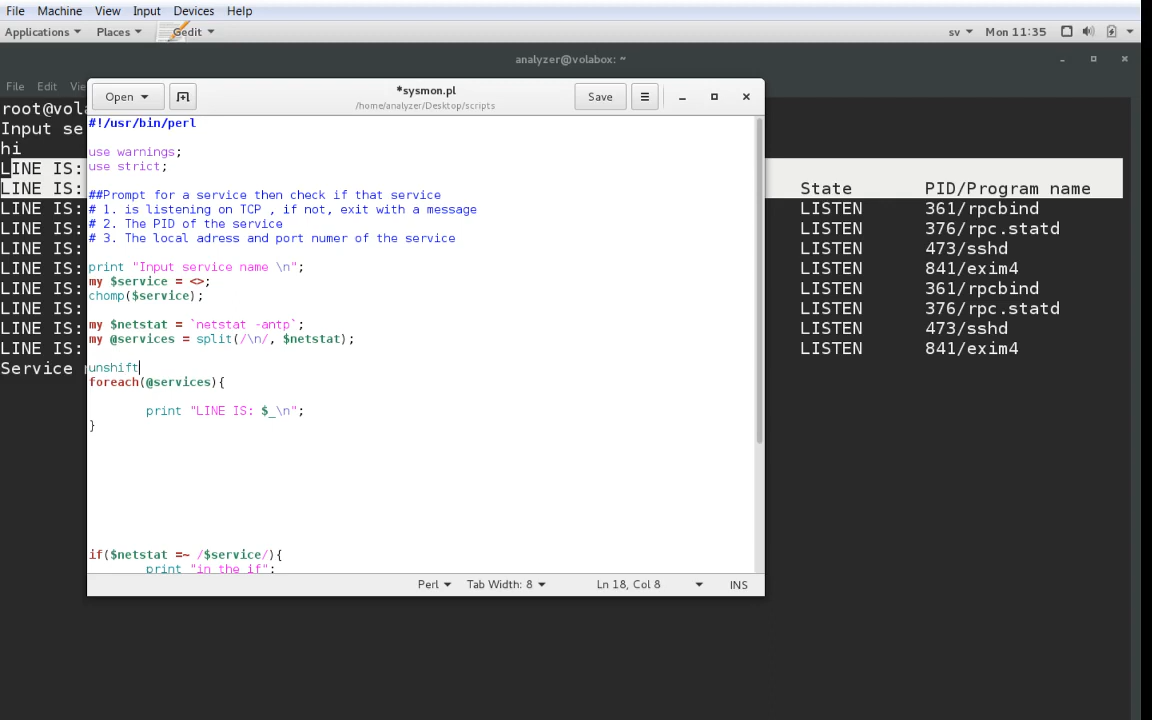 File Machine View Input Devices Help
Applications Places Gedit sv Mon 11:35
analyzer@volabox: ~
File Edit Vie
*sysmon.pl
/home/analyzer/Desktop/scripts
Open Save
root@vol
Input se
hi
LINE IS:
LINE IS: State PID/Program name
LINE IS: LISTEN 361/rpcbind
LINE IS: LISTEN 376/rpc.statd
LINE IS: LISTEN 473/sshd
LINE IS: LISTEN 841/exim4
LINE IS: LISTEN 361/rpcbind
LINE IS: LISTEN 376/rpc.statd
LINE IS: LISTEN 473/sshd
LINE IS: LISTEN 841/exim4
Service
#!/usr/bin/perl
use warnings;
use strict;
##Prompt for a service then check if that service
# 1. is listening on TCP , if not, exit with a message
# 2. The PID of the service
# 3. The local adress and port numer of the service
print "Input service name \n";
my $service = <>;
chomp($service);
my $netstat = `netstat -antp`;
my @services = split(/\n/, $netstat);
unshift
foreach(@services){
print "LINE IS: $_\n";
}
if($netstat =~ /$service/){
print "in the if";
Perl Tab Width: 8 Ln 18, Col 8 INS